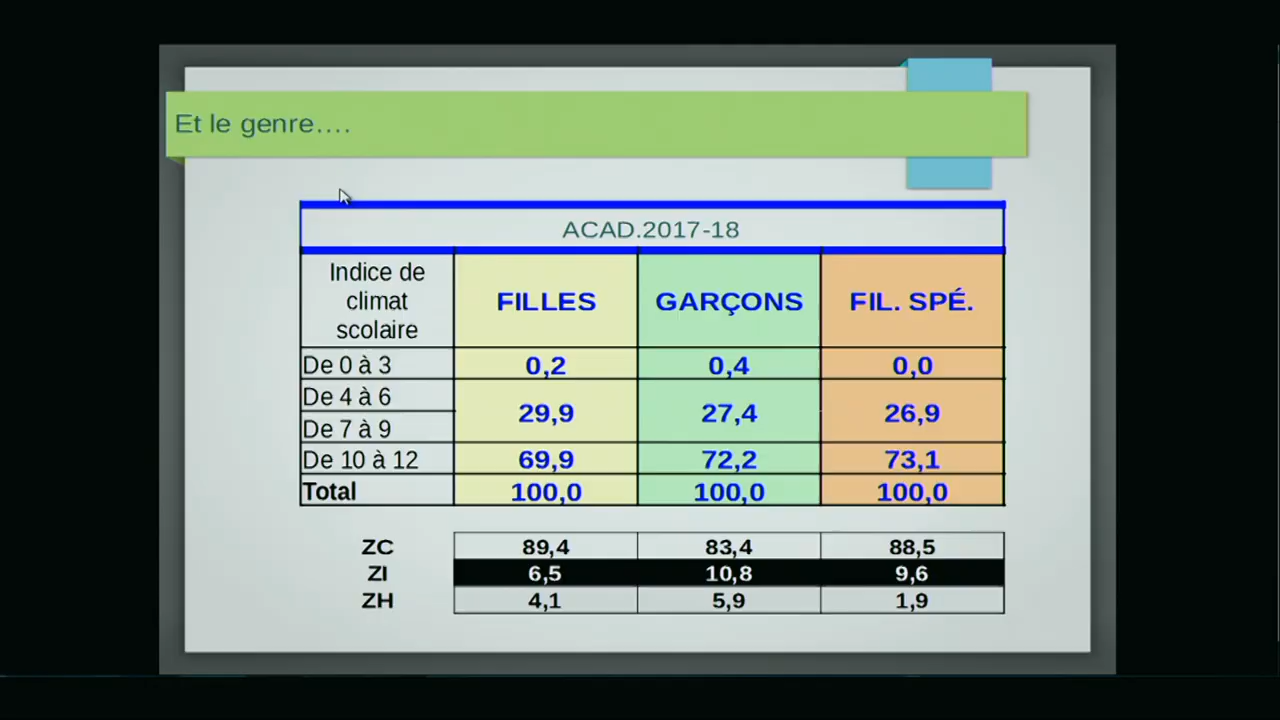 Et le genre....
ACAD.2017-18
Indice de climat scolaire FILLES GARÇONS FIL. SPÉ.
De 0 à 3 0,2 0,4 0,0
De 4 à 6 29,9 27,4 26,9
De 7 à 9
De 10 à 12 69,9 72,2 73,1
Total 100,0 100,0 100,0
ZC 89,4 83,4 88,5
ZI 6,5 10,8 9,6
ZH 4,1 5,9 1,9